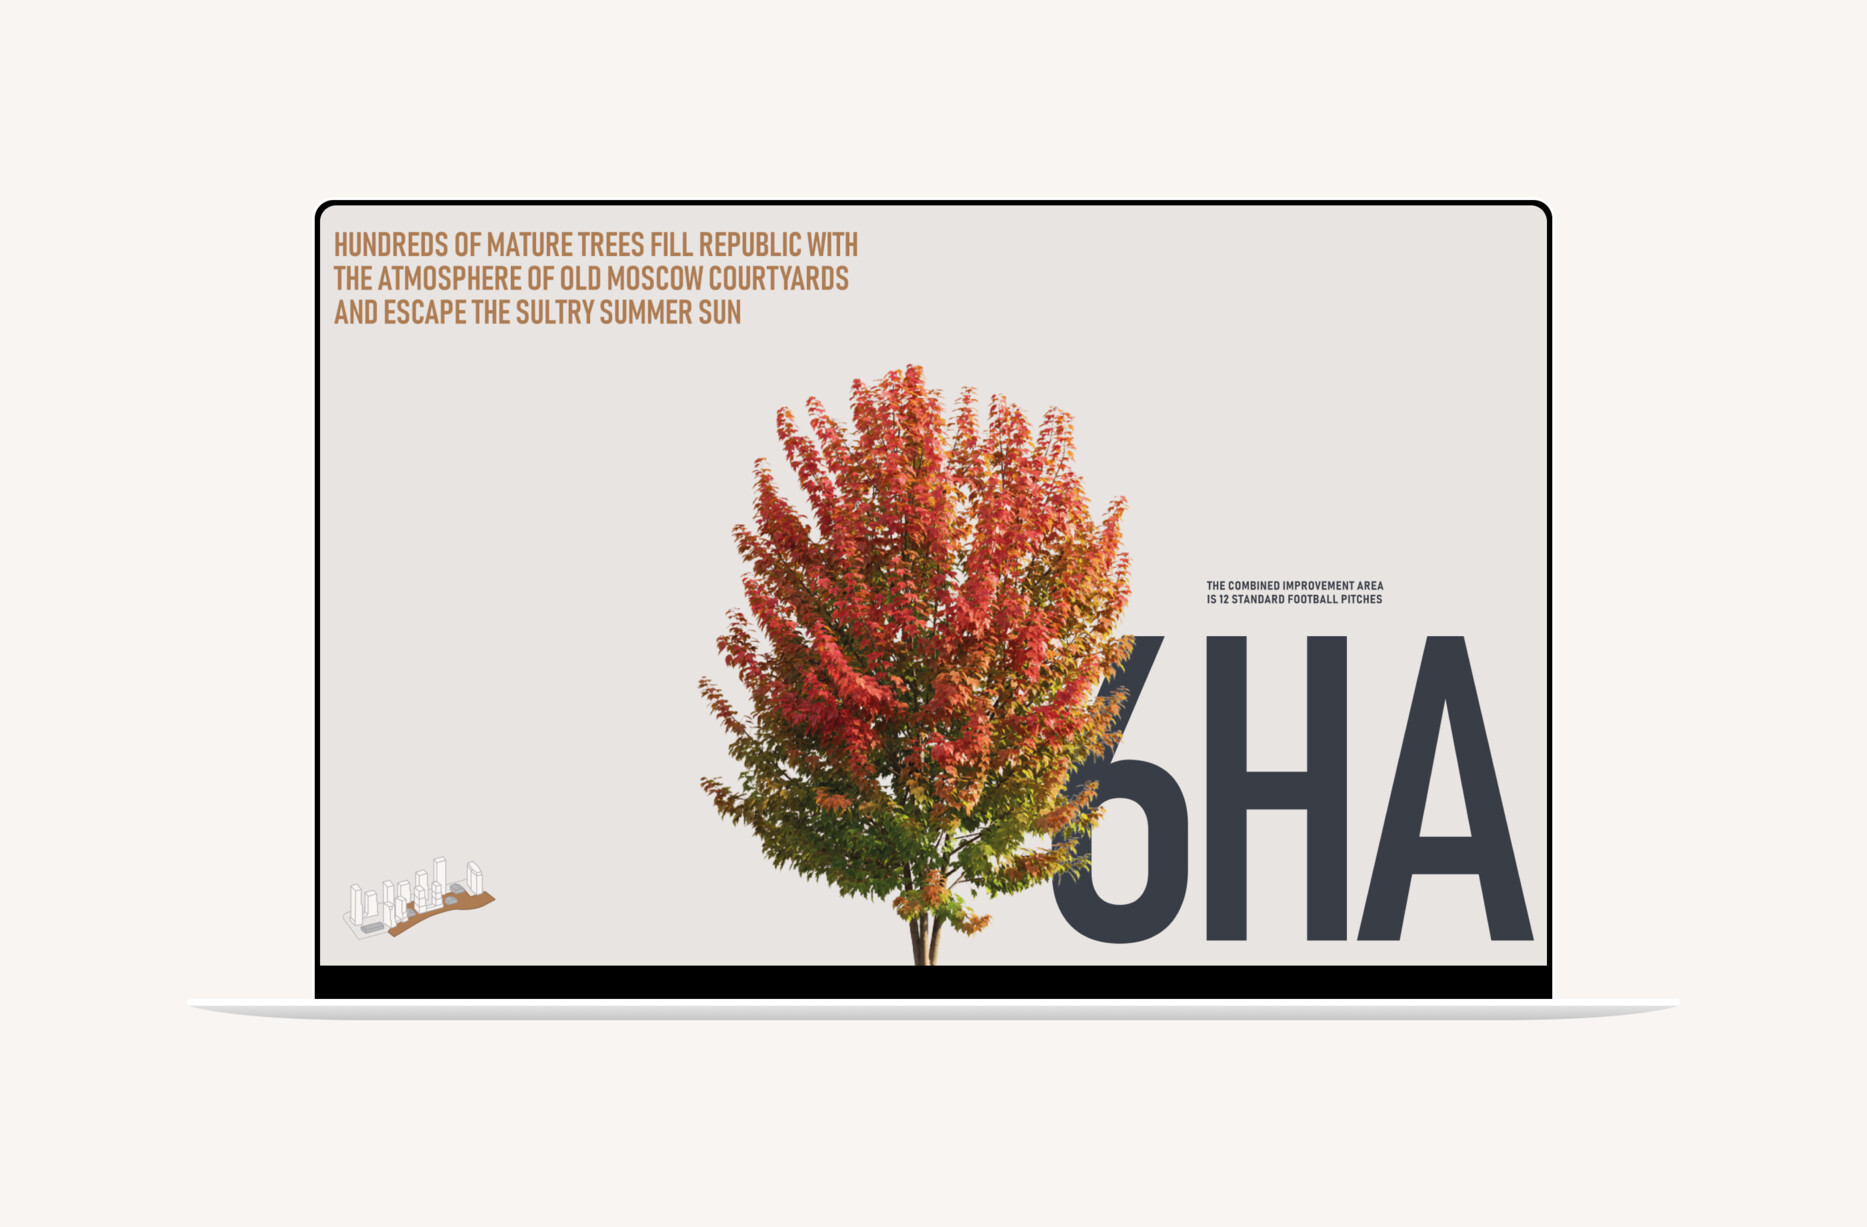 HUNDREDS OF MATURE TREES FILL REPUBLIC WITH
THE ATMOSPHERE OF OLD MOSCOW COURTYARDS
AND ESCAPE THE SULTRY SUMMER SUN
THE COMBINED IMPROVEMENT AREA
IS 12 STANDARD FOOTBALL PITCHES
6HA